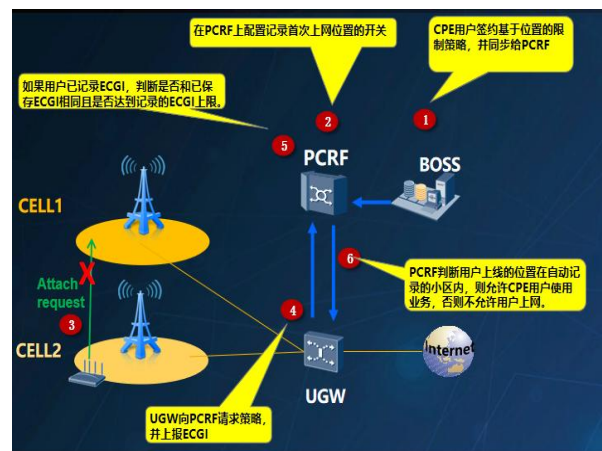 在PCRF上配置记录首次上网位置的开关
CPE用户签约基于位置的限
制策略，并同步给PCRF
如果用户已记录ECGI，判断是否和已保
存ECGI相同且是否达到记录的ECGI上限。
2
1
5
PCRF
BOSS
CELL1
6
PCRF判断用户上线的位置在自动记
录的小区内，则允许CPE用户使用
业务，否则不允许用户上网。
Attach
request
X
4
3
CELL2
Internet
UGW
UGW向PCRF请求策略，
并上报ECGI